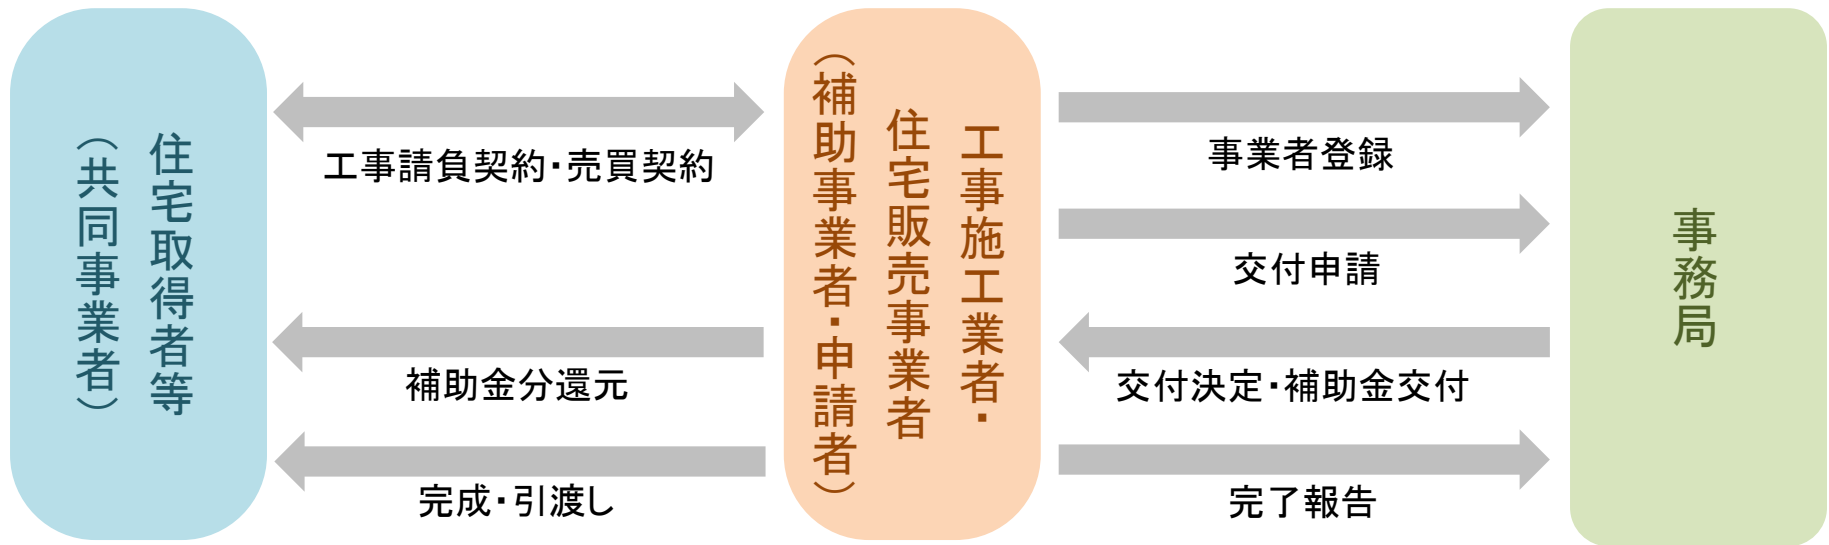 住宅取得者等
（共同事業者）
工事請負契約・売買契約
補助金分還元
完成・引渡し
工事施工業者・
住宅販売事業者
（補助事業者・申請者）
事業者登録
交付申請
交付決定・補助金交付
完了報告
事務局